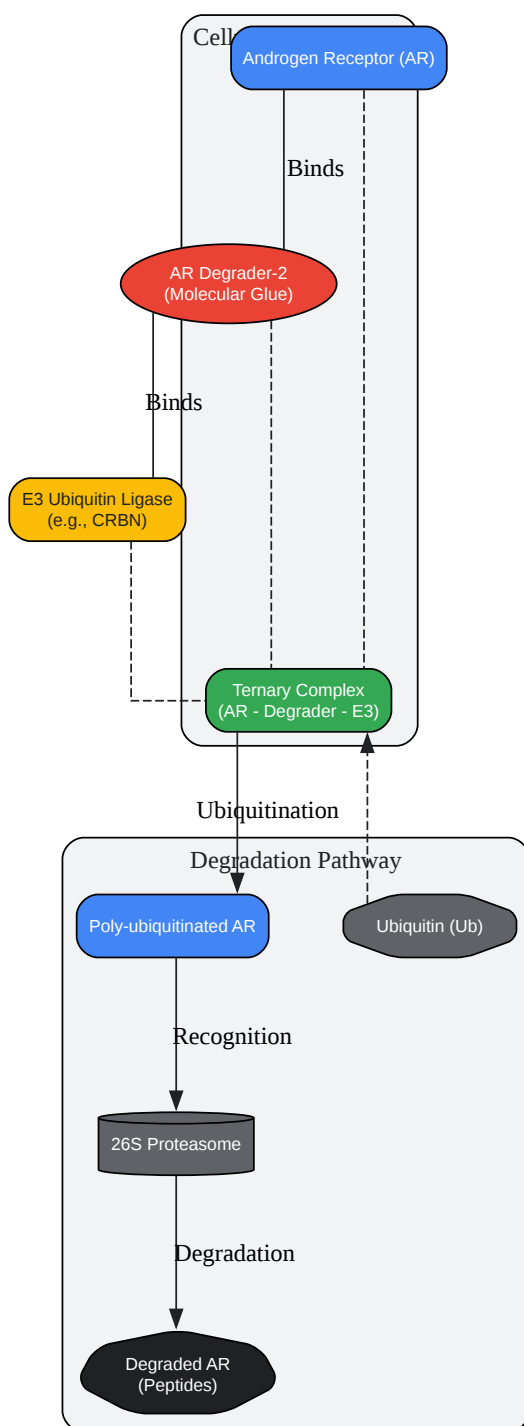 Cell
Androgen Receptor (AR)
Binds
AR Degrader-2
(Molecular Glue)
Binds
E3 Ubiquitin Ligase
(e.g., CRBN)
Ternary Complex
(AR - Degrader - E3)
Ubiquitination
Degradation Pathway
Poly-ubiquitinated AR
Ubiquitin (Ub)
Recognition
26S Proteasome
Degradation
Degraded AR
(Peptides)